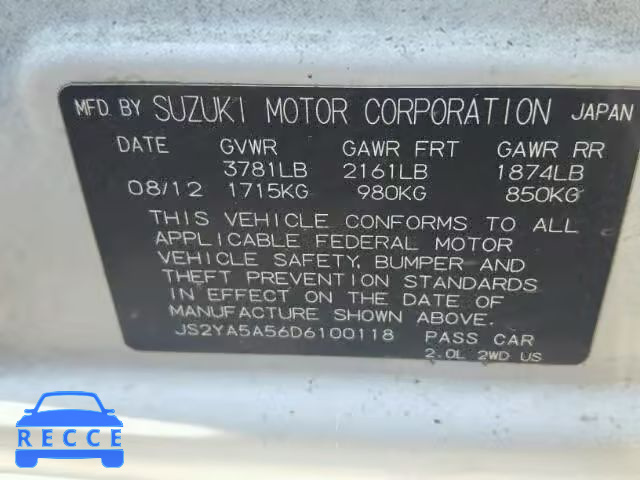 MFD. BY SUZUKI MOTOR CORPORATION JAPAN
DATE GVWR GAWR FRT GAWR RR
3781LB 2161LB 1874LB
08/12 1715KG 980KG 850KG
THIS VEHICLE CONFORMS TO ALL
APPLICABLE FEDERAL MOTOR
VEHICLE SAFETY, BUMPER AND
THEFT PREVENTION STANDARDS
IN EFFECT ON THE DATE OF
MANUFACTURE SHOWN ABOVE.
JS2YA5A56D6100118 PASS CAR
2.0L 2WD US
RECCE